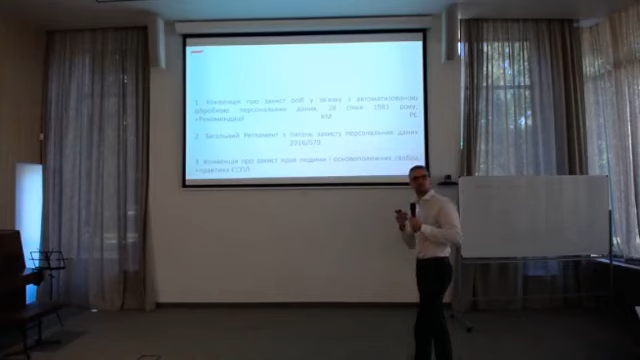 1. Конвенція про захист осіб у зв'язку з автоматизованою
обробкою персональних даних, 28 січня 1981 року,
+Рекомендації КМ РЄ
2. Загальний Регламент з питань захисту персональних даних
2016/679
3. Конвенція про захист прав людини і основоположних свобод
+практика ЄСПЛ